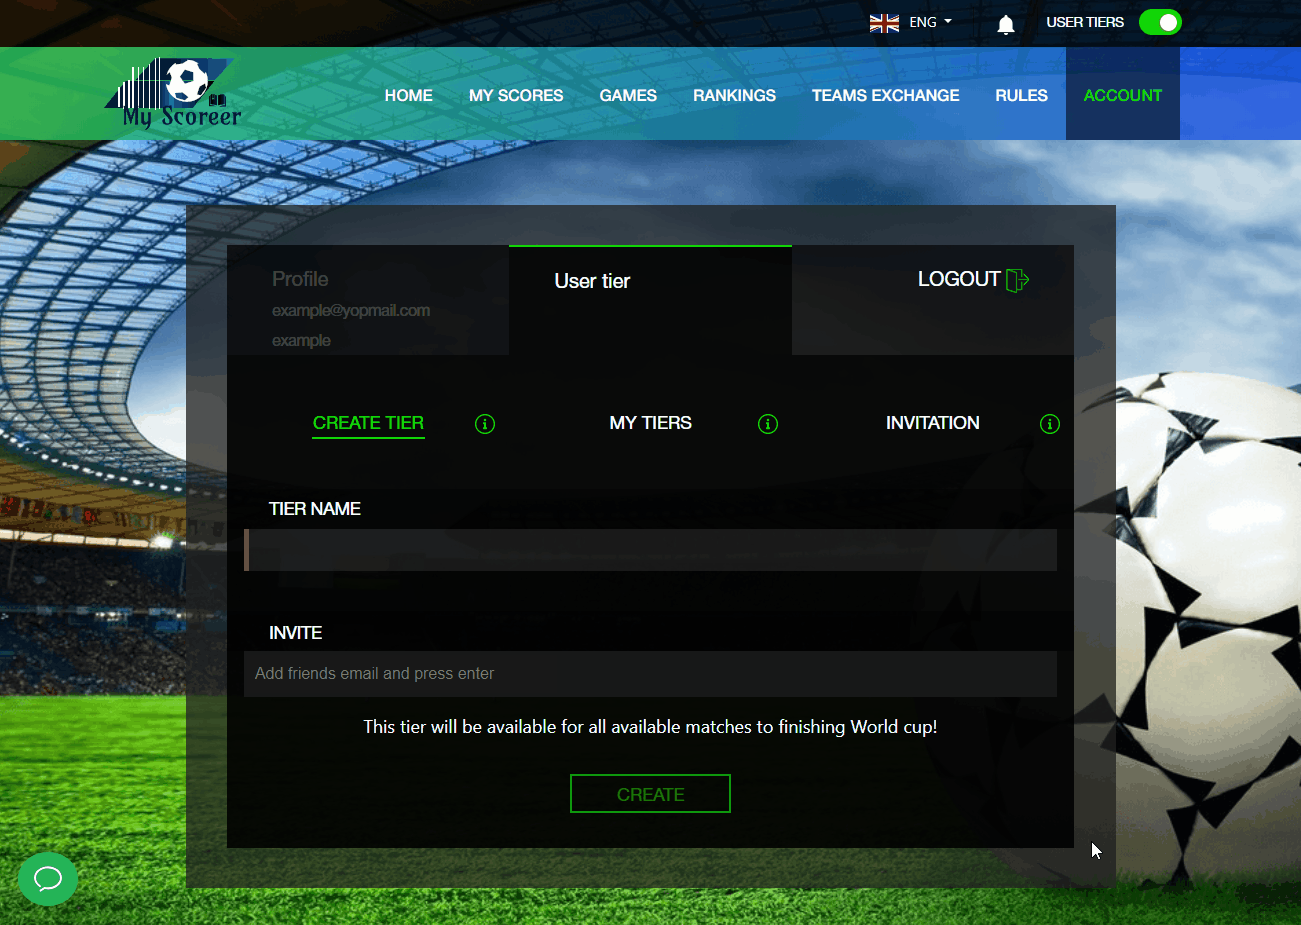 ENG
USER TIERS
My Scoreer
HOME
MY SCORES
GAMES
RANKINGS
TEAMS EXCHANGE
RULES
ACCOUNT
Profile
example@yopmail.com
example
User tier
LOGOUT
CREATE TIER
MY TIERS
INVITATION
TIER NAME
INVITE
Add friends email and press enter
This tier will be available for all available matches to finishing World cup!
CREATE